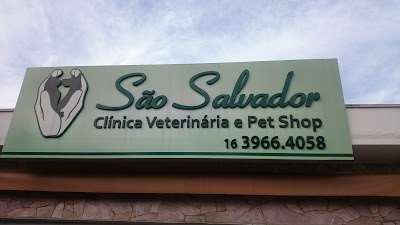 São Salvador
Clínica Veterinária e Pet Shop
16 3966.4058